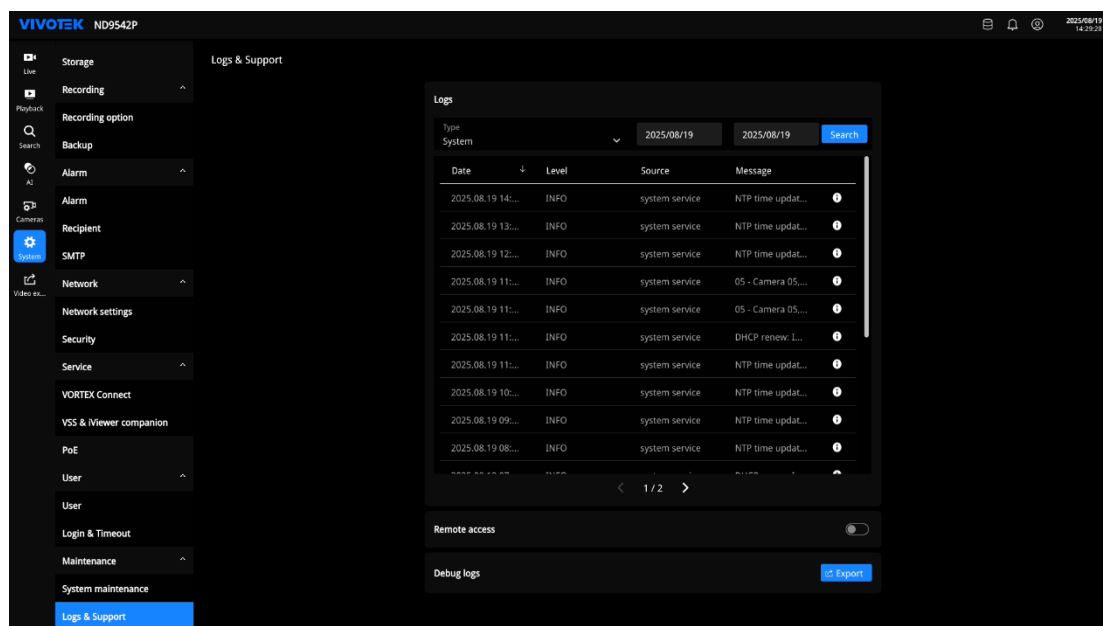 VIVOTEK ND9542P
2025/08/19
14:29:28
Live
Playback
Search
AI
Cameras
System
Video ex...
Storage
Recording
Recording option
Backup
Alarm
Alarm
Recipient
SMTP
Network
Network settings
Security
Service
VORTEX Connect
VSS & iViewer companion
PoE
User
User
Login & Timeout
Maintenance
System maintenance
Logs & Support
Logs & Support
Logs
Type
System
2025/08/19 2025/08/19 Search
Date Level Source Message
2025.08.19 14:... INFO system service NTP time updat...
2025.08.19 13:... INFO system service NTP time updat...
2025.08.19 12:... INFO system service NTP time updat...
2025.08.19 11:... INFO system service 05 - Camera 05,...
2025.08.19 11:... INFO system service 05 - Camera 05,...
2025.08.19 11:... INFO system service DHCP renew: I...
2025.08.19 11:... INFO system service NTP time updat...
2025.08.19 10:... INFO system service NTP time updat...
2025.08.19 09:... INFO system service NTP time updat...
2025.08.19 08:... INFO system service NTP time updat...
1 / 2
Remote access
Debug logs
Export